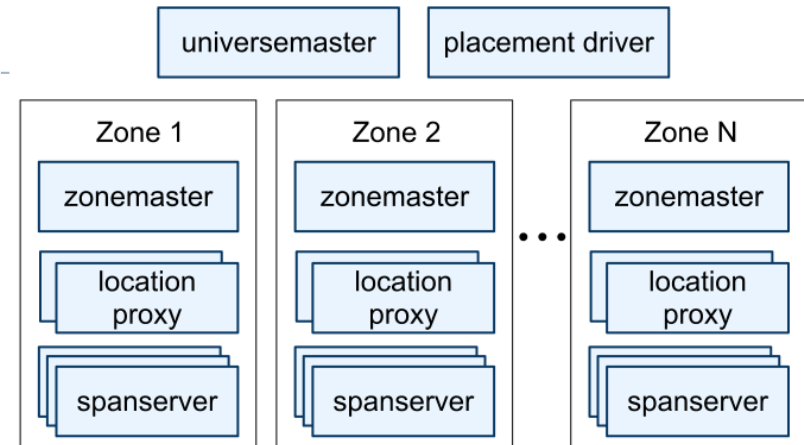 universemaster placement driver
Zone 1 Zone 2 Zone N
zonemaster zonemaster zonemaster
location location location
proxy proxy proxy
spanserver spanserver spanserver